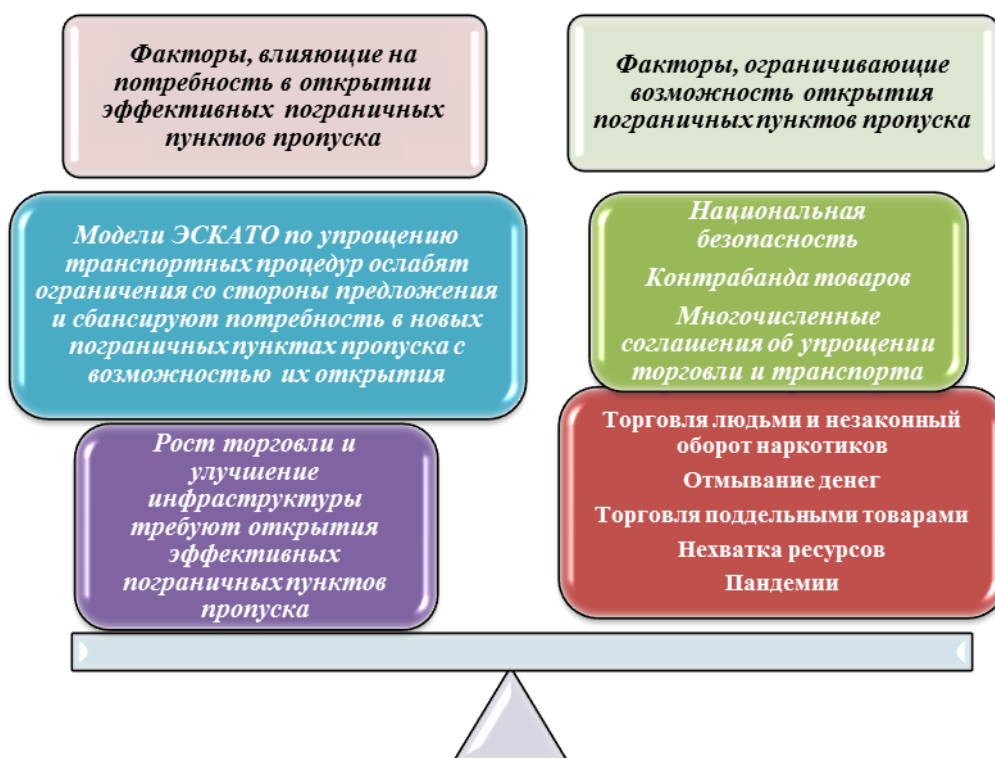 Факторы, влияющие на
потребность в открытии
эффективных пограничных
пунктов пропуска
Факторы, ограничивающие
возможность открытия
пограничных пунктов пропуска
Модели ЭСКАТО по упрощению
транспортных процедур ослабят
ограничения со стороны предложения
и сбансируют потребность в новых
пограничных пунктах пропуска с
возможностью их открытия
Национальная
безопасность
Контрабанда товаров
Многочисленные
соглашения об упрощении
торговли и транспорта
Рост торговли и
улучшение
инфраструктуры
требуют открытия
эффективных
пограничных пунктов
пропуска
Торговля людьми и незаконный
оборот наркотиков
Отмывание денег
Торговля поддельными товарами
Нехватка ресурсов
Пандемии